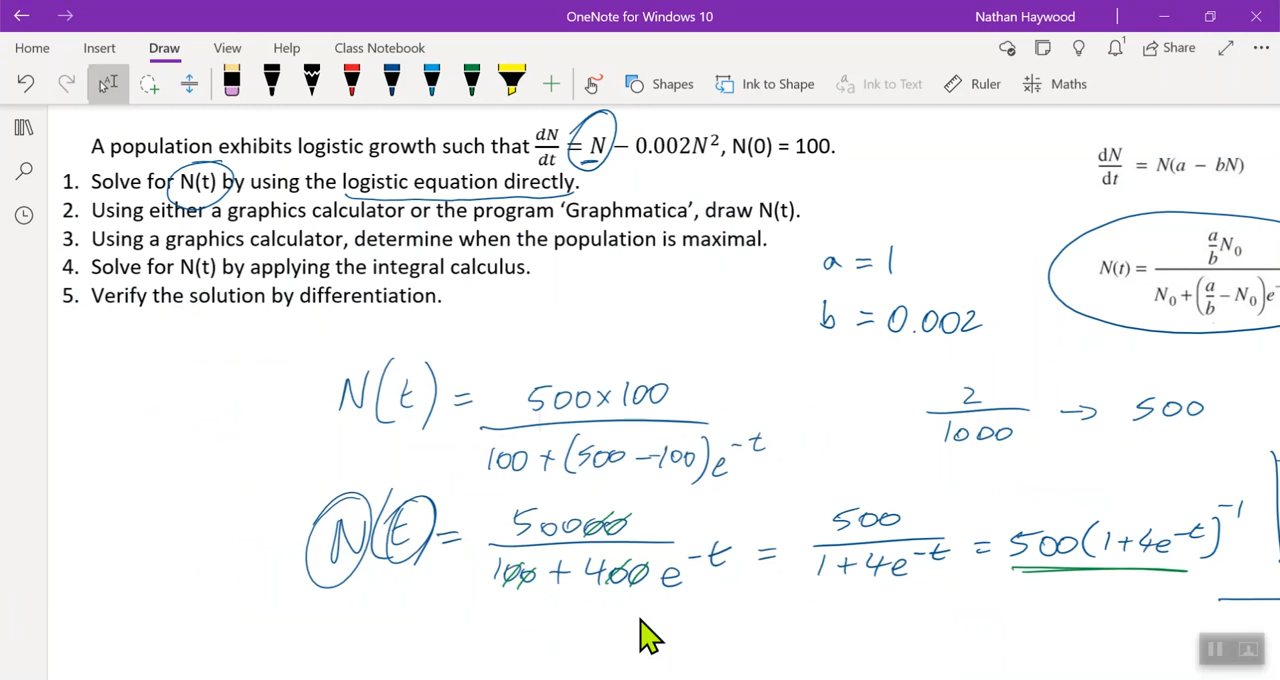 OneNote for Windows 10
Nathan Haywood
Home Insert Draw View Help Class Notebook
1 Share
Shapes Ink to Shape Ink to Text Ruler Maths
A population exhibits logistic growth such that dN/dt = N − 0.002N², N(0) = 100.
1. Solve for N(t) by using the logistic equation directly.
2. Using either a graphics calculator or the program ‘Graphmatica’, draw N(t).
3. Using a graphics calculator, determine when the population is maximal.
4. Solve for N(t) by applying the integral calculus.
5. Verify the solution by differentiation.
dN/dt = N(a − bN)
N(t) = (a/b N₀)/(N₀ + (a/b − N₀)e⁻
a = 1
b = 0.002
N(t) = (500 × 100)/(100 + (500 − 100)e^-t)
2/1000 → 500
N(t) = 50000/(100 + 400 e^-t) = 500/(1 + 4e^-t) = 500(1 + 4e^-t)^-1